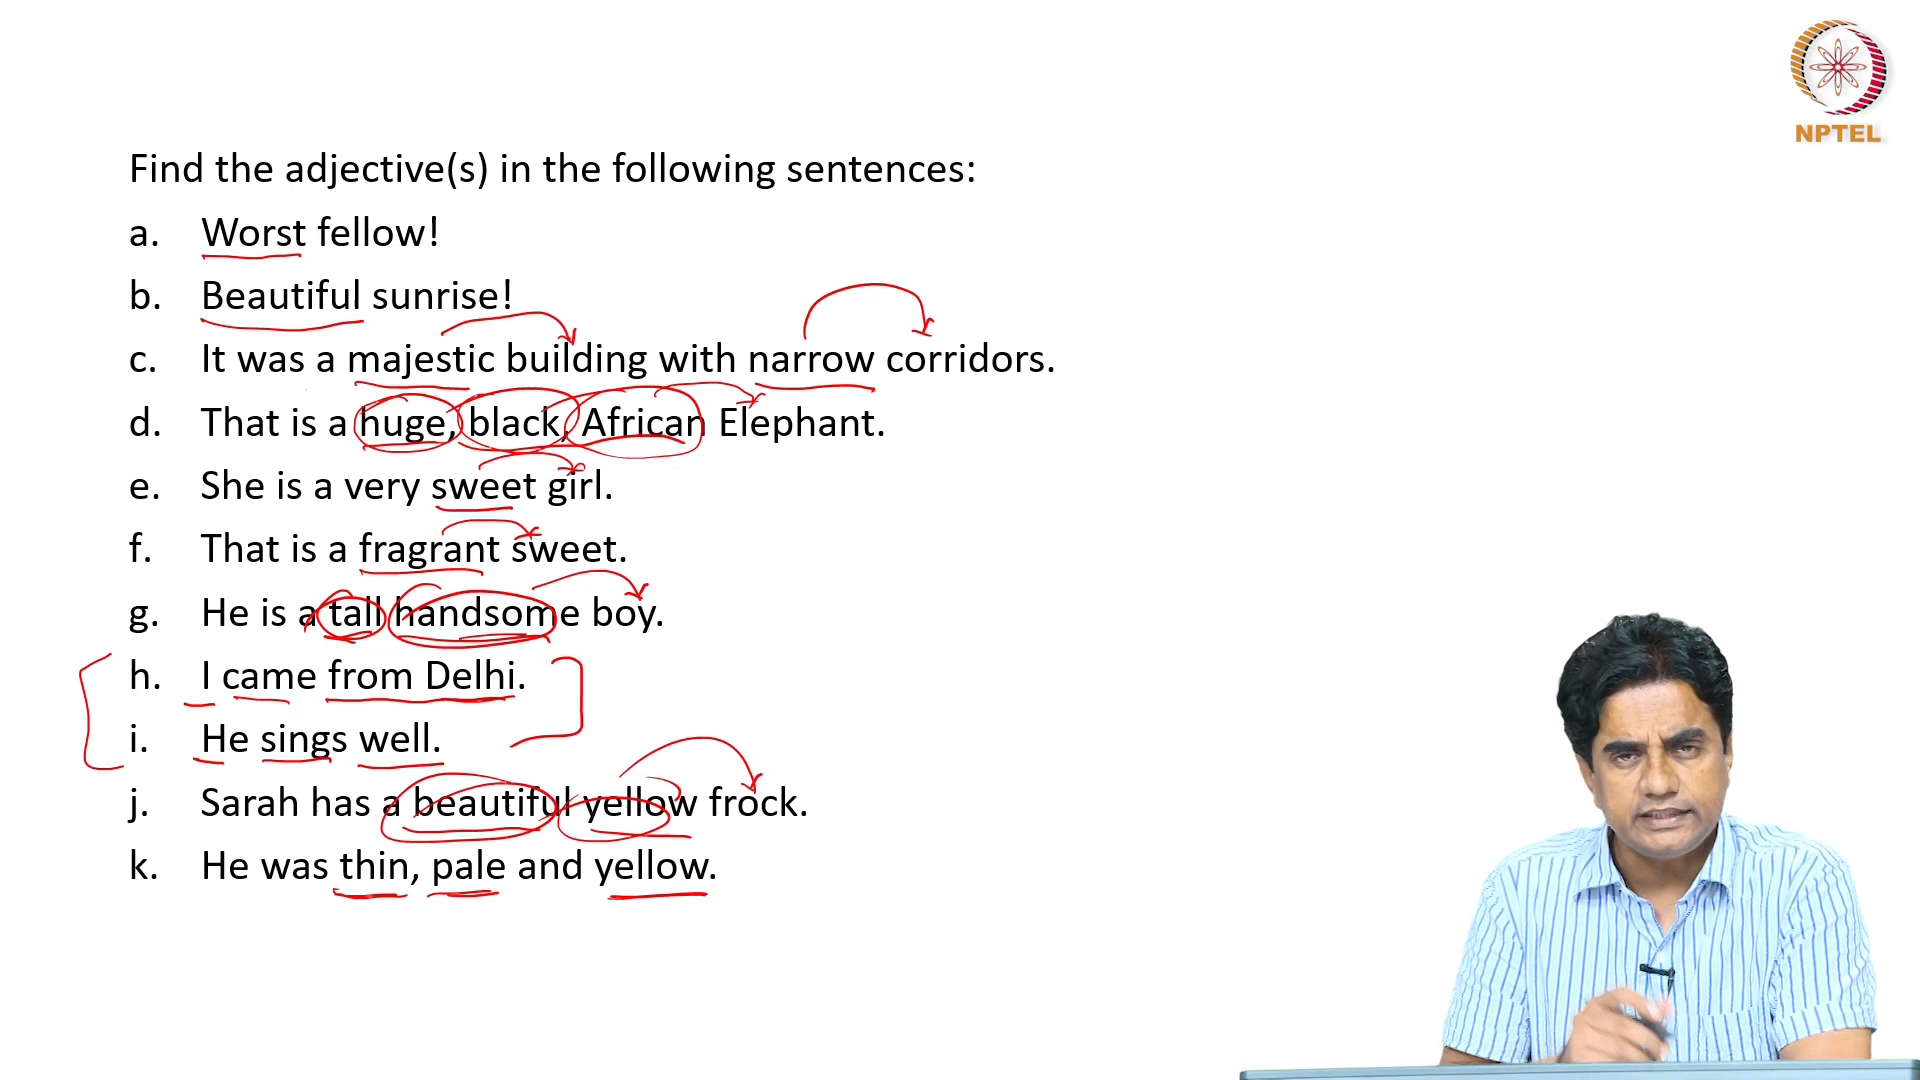 NPTEL
Find the adjective(s) in the following sentences:
a. Worst fellow!
b. Beautiful sunrise!
c. It was a majestic building with narrow corridors.
d. That is a huge, black, African Elephant.
e. She is a very sweet girl.
f. That is a fragrant sweet.
g. He is a tall handsome boy.
h. I came from Delhi.
i. He sings well.
j. Sarah has a beautiful yellow frock.
k. He was thin, pale and yellow.